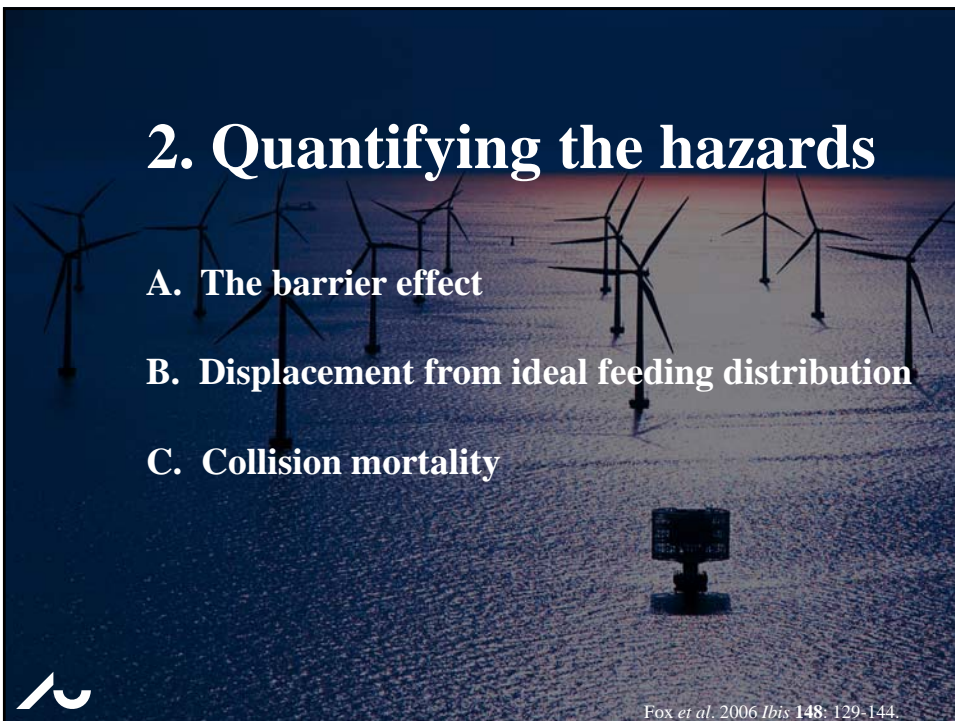 2. Quantifying the hazards
A. The barrier effect
B. Displacement from ideal feeding distribution
C. Collision mortality
Fox et al. 2006 Ibis 148: 129-144.